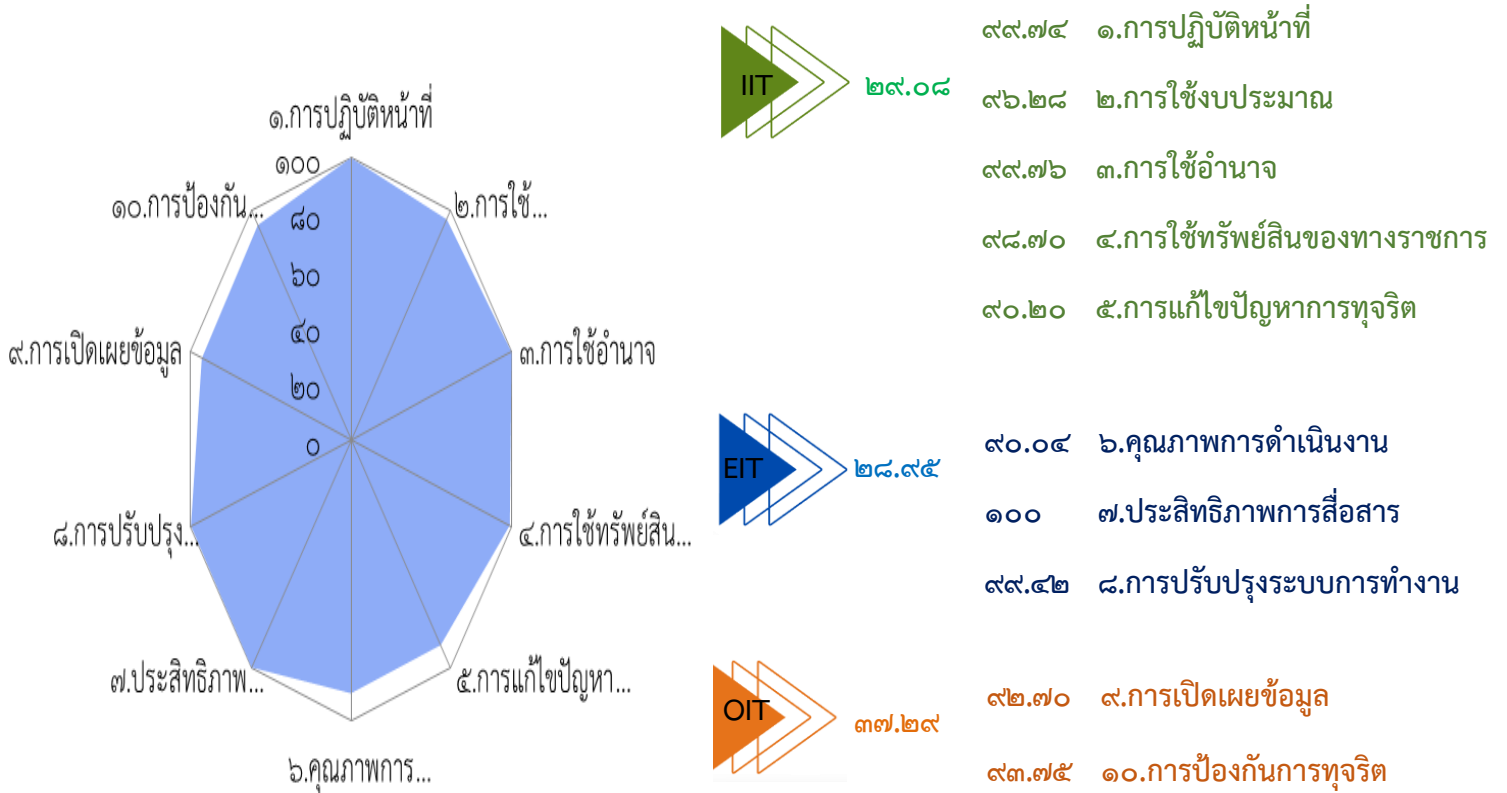 ๑.การปฏิบัติหน้าที่
๑๐๐
๑๐.การป้องกัน...
๒.การใช้...
๘๐
๖๐
๙.การเปิดเผยข้อมูล
๔๐
๓.การใช้อำนาจ
๒๐
๐
๘.การปรับปรุง...
๔.การใช้ทรัพย์สิน...
๗.ประสิทธิภาพ...
๕.การแก้ไขปัญหา...
๖.คุณภาพการ...
IIT
๒๙.๐๘
๙๙.๗๔ ๑.การปฏิบัติหน้าที่
๙๖.๒๘ ๒.การใช้งบประมาณ
๙๙.๗๖ ๓.การใช้อำนาจ
๙๘.๗๐ ๔.การใช้ทรัพย์สินของทางราชการ
๙๐.๒๐ ๕.การแก้ไขปัญหาการทุจริต
EIT
๒๘.๙๕
๙๐.๐๔ ๖.คุณภาพการดำเนินงาน
๑๐๐ ๗.ประสิทธิภาพการสื่อสาร
๙๙.๔๒ ๘.การปรับปรุงระบบการทำงาน
OIT
๓๗.๒๙
๙๒.๗๐ ๙.การเปิดเผยข้อมูล
๙๓.๗๕ ๑๐.การป้องกันการทุจริต